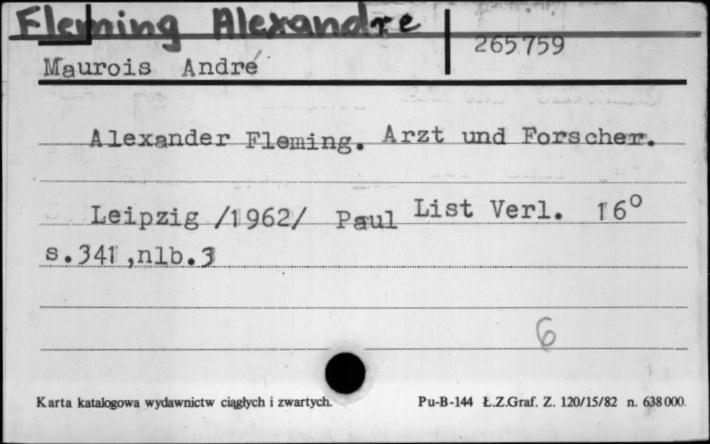 Fleming Alexandre
265759
Maurois André
Alexander Fleming. Arzt und Forscher.
Leipzig /1962/ Paul List Verl. 16°
s.341,nlb.3
6
Karta katalogowa wydawnictw ciągłych i zwartych. Pu-B-144 Ł.Z.Graf. Z. 120/15/82 n. 638000.